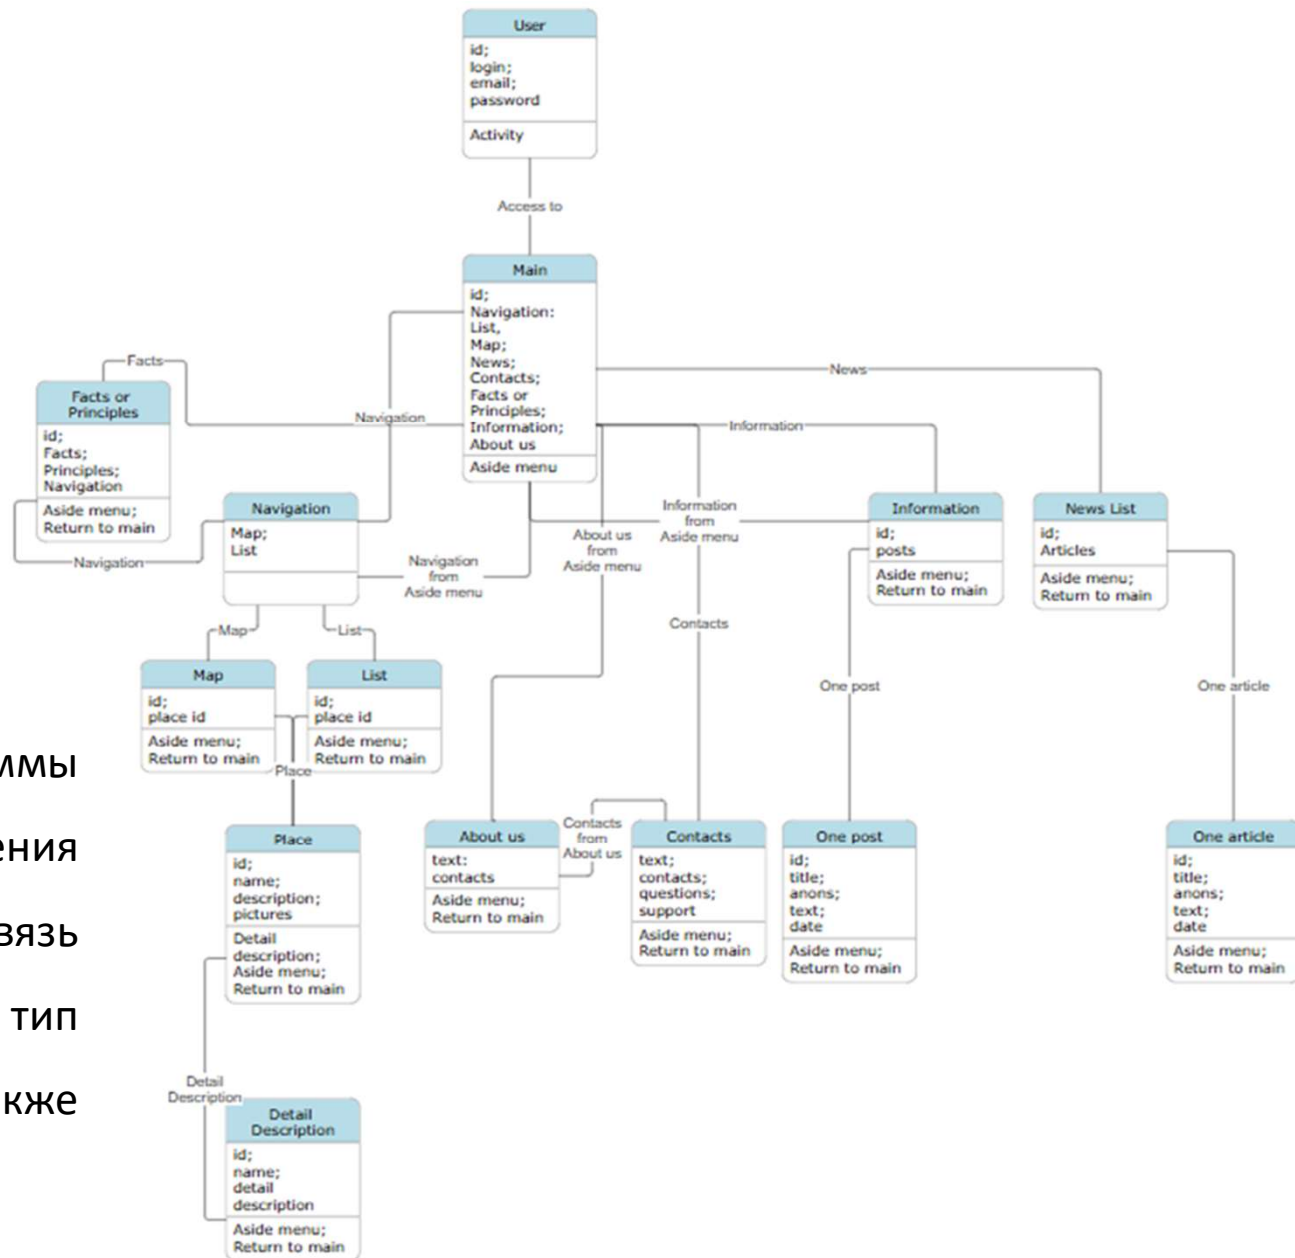 User
id;
login;
email;
password
Activity
Access to
Main
id;
Navigation:
List,
Map;
News;
Contacts;
Facts or
Principles;
Information;
About us
Aside menu
Facts
News
Navigation
Information
Facts or
Principles
id;
Facts;
Principles;
Navigation
Aside menu;
Return to main
Navigation
Navigation
Map;
List
Navigation
from
Aside menu
About us
from
Aside menu
Information
from
Aside menu
Information
id;
posts
Aside menu;
Return to main
News List
id;
Articles
Aside menu;
Return to main
Map
List
Contacts
One post
One article
Map
id;
place id
Aside menu;
Return to main
List
id;
place id
Aside menu;
Return to main
Place
Place
id;
name;
description;
pictures
Detail
description;
Aside menu;
Return to main
About us
text:
contacts
Aside menu;
Return to main
Contacts
from
About us
Contacts
text;
contacts;
questions;
support
Aside menu;
Return to main
One post
id;
title;
anons;
text;
date
Aside menu;
Return to main
One article
id;
title;
anons;
text;
date
Aside menu;
Return to main
Detail
Description
Detail
Description
id;
name;
detail
description
Aside menu;
Return to main
тип